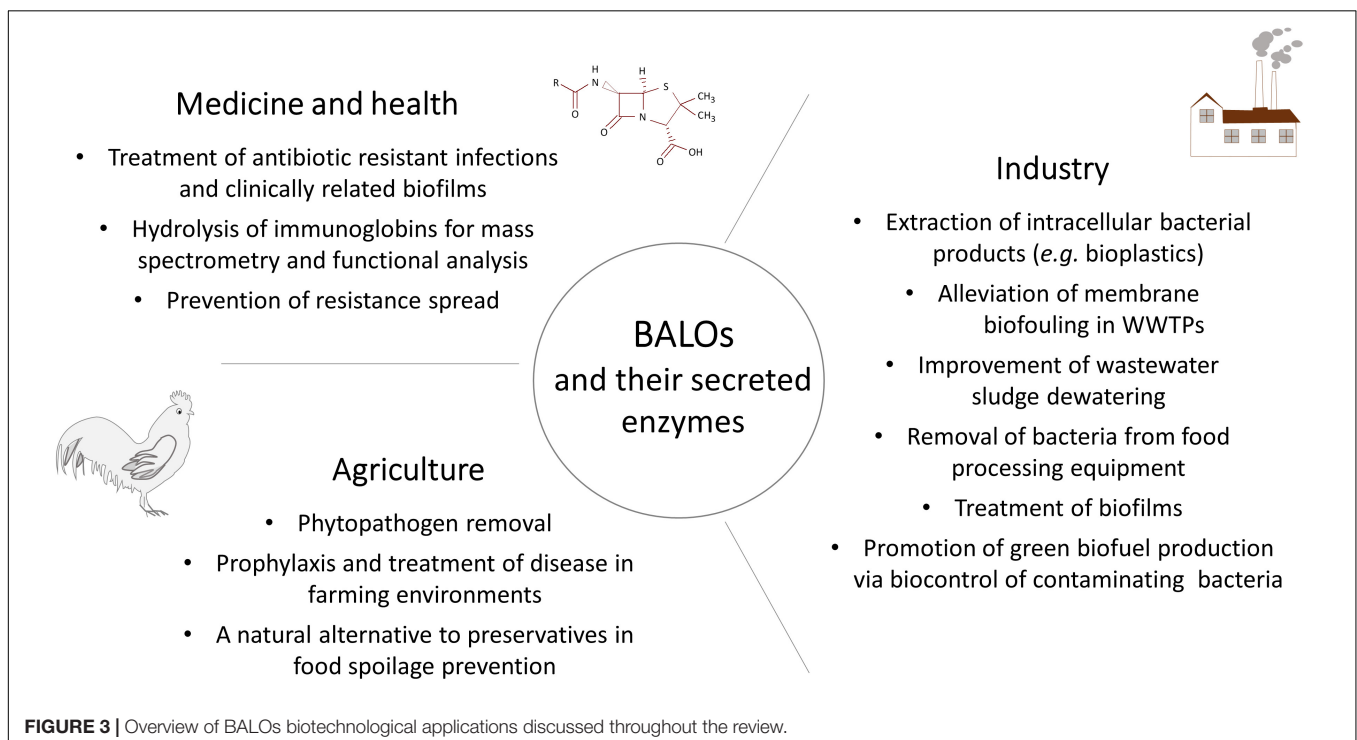 Medicine and health
• Treatment of antibiotic resistant infections
and clinically related biofilms
• Hydrolysis of immunoglobins for mass
spectrometry and functional analysis
• Prevention of resistance spread
R
H
N
O
H
S
CH3
CH3
N
O
O
OH
Industry
• Extraction of intracellular bacterial
products (e.g. bioplastics)
• Alleviation of membrane
biofouling in WWTPs
• Improvement of wastewater
sludge dewatering
• Removal of bacteria from food
processing equipment
• Treatment of biofilms
• Promotion of green biofuel production
via biocontrol of contaminating bacteria
BALOs
and their secreted
enzymes
Agriculture
• Phytopathogen removal
• Prophylaxis and treatment of disease in
farming environments
• A natural alternative to preservatives in
food spoilage prevention
FIGURE 3 | Overview of BALOs biotechnological applications discussed throughout the review.